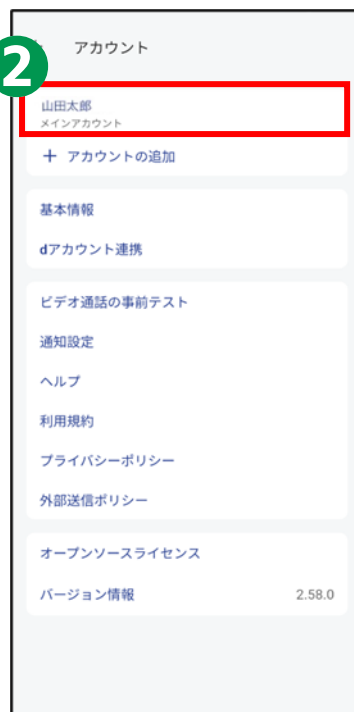 アカウント
2
山田太郎
メインアカウント
＋ アカウントの追加
基本情報
dアカウント連携
ビデオ通話の事前テスト
通知設定
ヘルプ
利用規約
プライバシーポリシー
外部送信ポリシー
オープンソースライセンス
バージョン情報 2.58.0